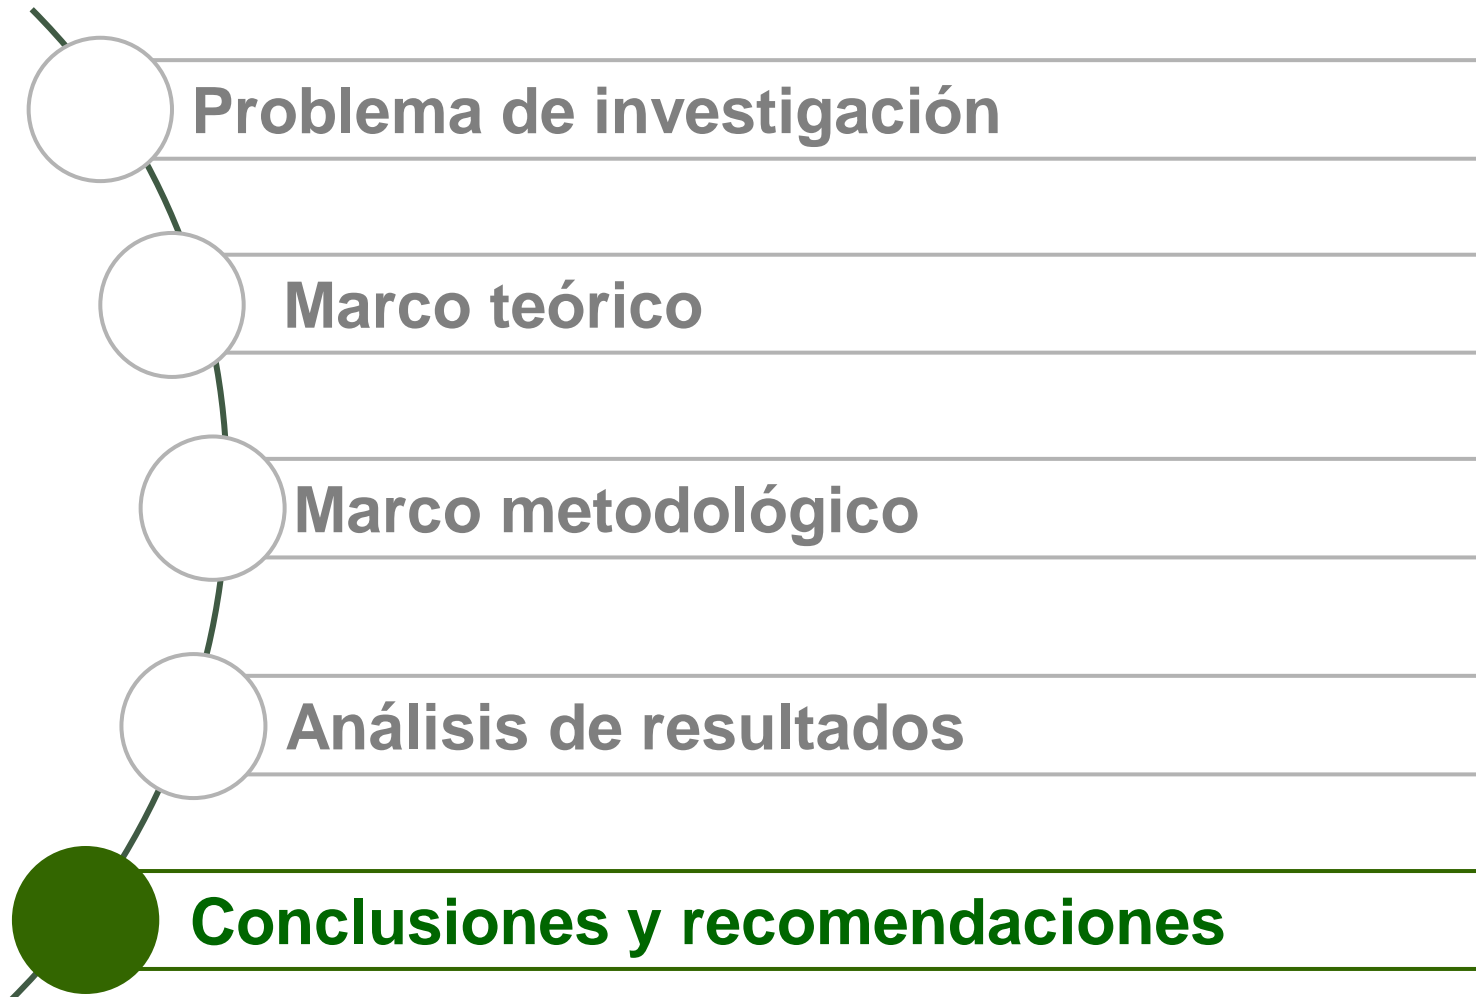 Problema de investigación
Marco teórico
Marco metodológico
Análisis de resultados
Conclusiones y recomendaciones